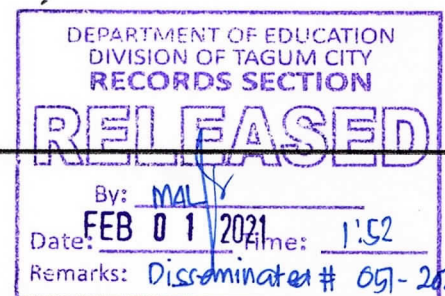 DEPARTMENT OF EDUCATION
DIVISION OF TAGUM CITY
RECORDS SECTION
RELEASED
By: MAL
Date: FEB 0 1 2021 Time: 1:52
Remarks: Disseminated # 051-20